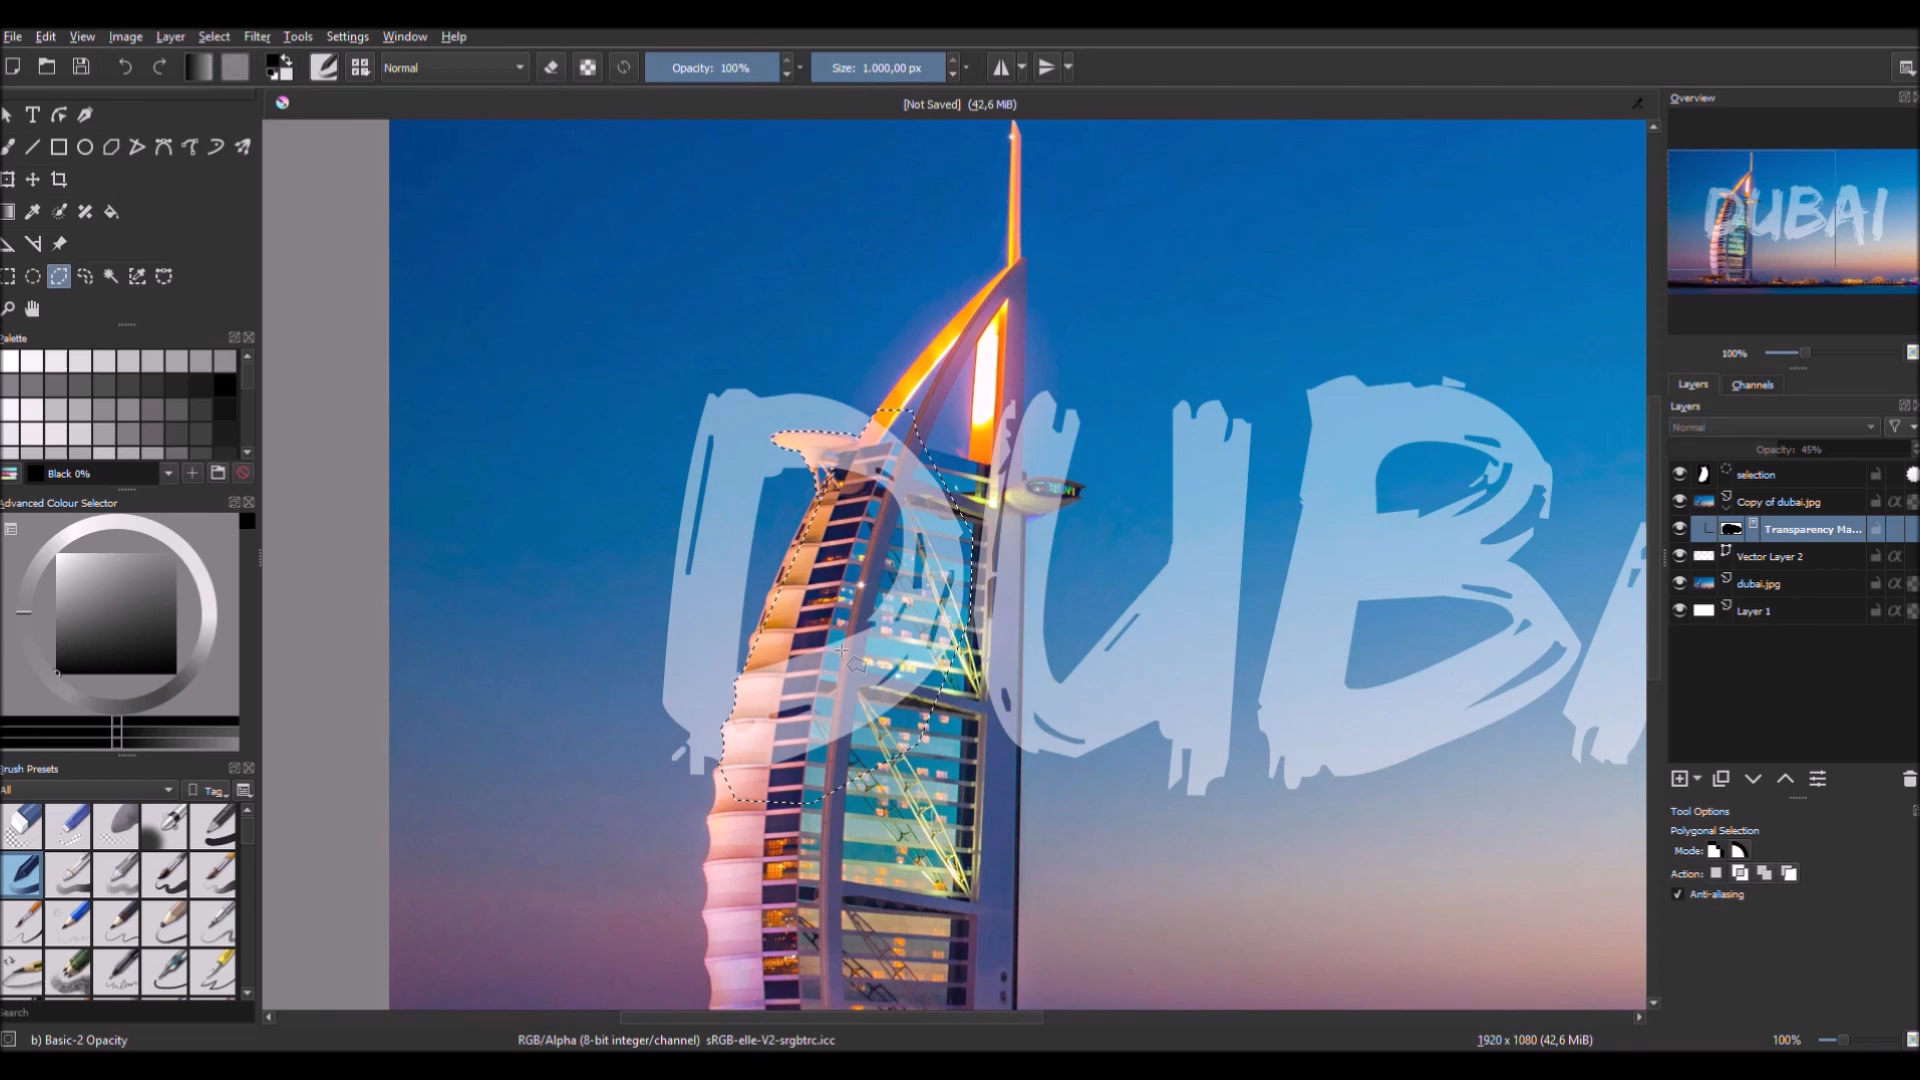 File Edit View Image Layer Select Filter Tools Settings Window Help
Normal
Opacity: 100%
Size: 1.000,00 px
[Not Saved] (42,6 MiB)
Overview
DUBAI
100%
Palette
Black 0%
Advanced Colour Selector
Brush Presets
All
Tag
Search
b) Basic-2 Opacity
DUBA
Layers Channels
Layers
Normal
Opacity: 45%
selection
Copy of dubai.jpg
Transparency Ma...
Vector Layer 2
dubai.jpg
Layer 1
Tool Options
Polygonal Selection
Mode:
Action:
Anti-aliasing
RGB/Alpha (8-bit integer/channel) sRGB-elle-V2-srgbtrc.icc
1920 x 1080 (42,6 MiB)
100%